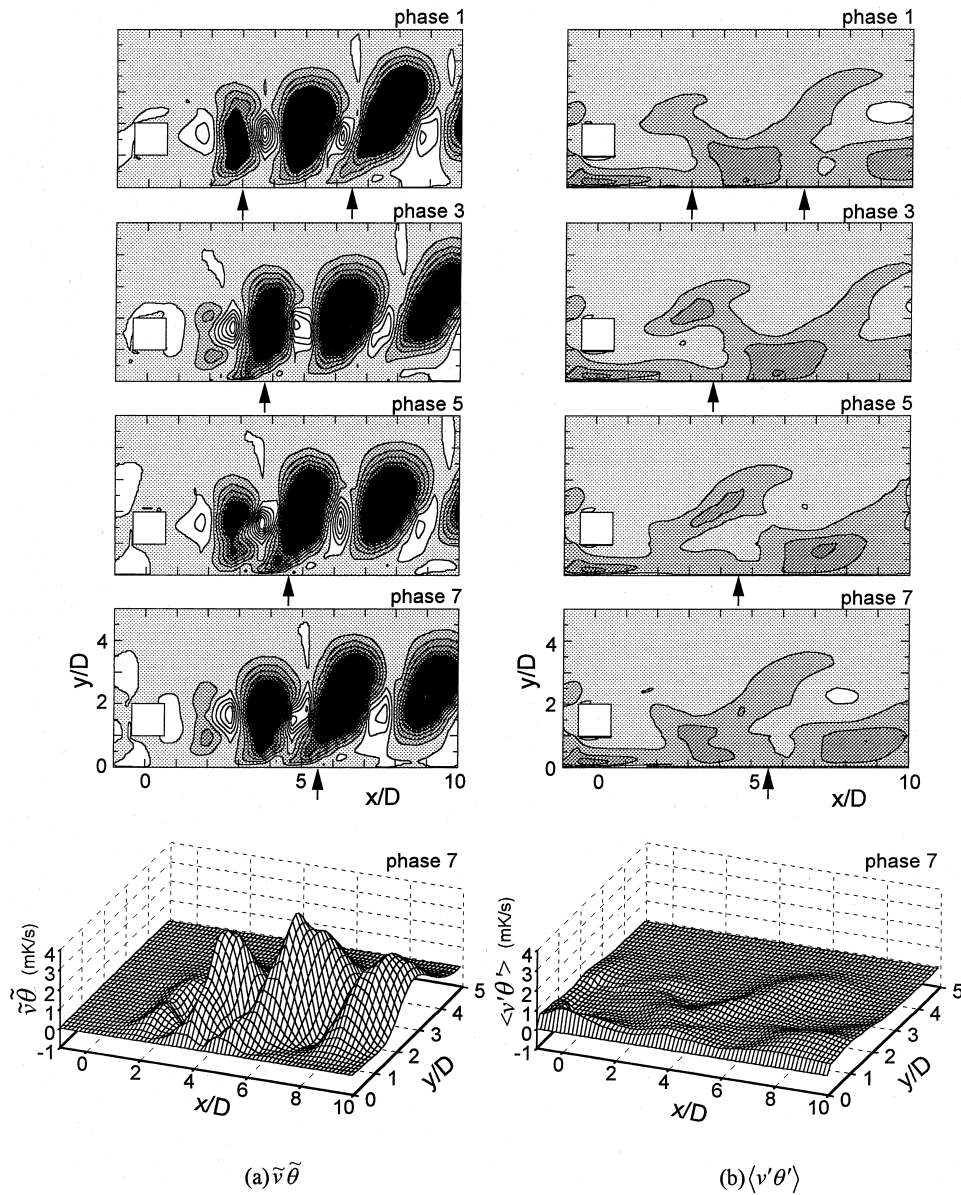 phase 1
phase 1
phase 3
phase 3
phase 5
phase 5
phase 7
phase 7
y/D
4
2
0
0
5
10
x/D
4
2
0
0
5
10
x/D
phase 7
ṽθ̃ (mK/s)
4
3
2
1
0
-1
0
2
4
6
8
10
x/D
0
1
2
3
4
5
y/D
phase 7
<v'θ'> (mK/s)
4
3
2
1
0
-1
0
2
4
6
8
10
x/D
0
1
2
3
4
5
y/D
(a) ṽ θ̃
(b) ⟨v'θ'⟩